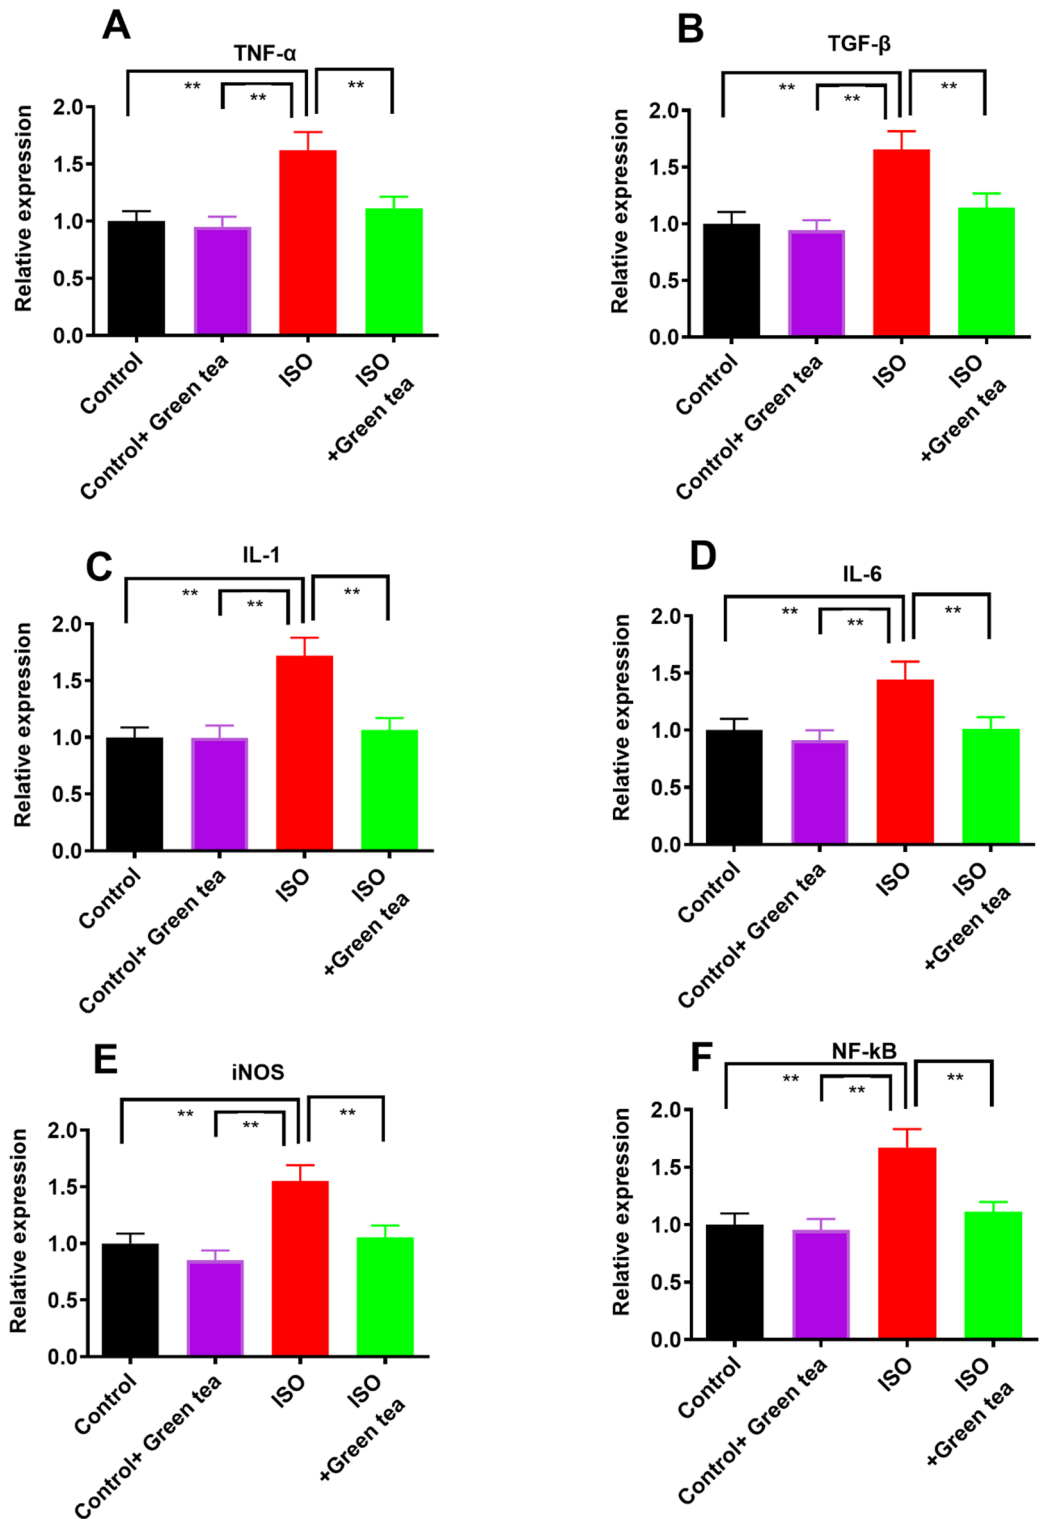 A
TNF-α
**
**
**
Relative expression
2.0
1.5
1.0
0.5
0.0
Control
Control+ Green tea
ISO
ISO
+Green tea
B
TGF-β
**
**
**
Relative expression
2.0
1.5
1.0
0.5
0.0
Control
Control+ Green tea
ISO
ISO
+Green tea
C
IL-1
**
**
**
Relative expression
2.0
1.5
1.0
0.5
0.0
Control
Control+ Green tea
ISO
ISO
+Green tea
D
IL-6
**
**
**
Relative expression
2.0
1.5
1.0
0.5
0.0
Control
Control+ Green tea
ISO
ISO
+Green tea
E
iNOS
**
**
**
Relative expression
2.0
1.5
1.0
0.5
0.0
Control
Control+ Green tea
ISO
ISO
+Green tea
F
NF-kB
**
**
**
Relative expression
2.0
1.5
1.0
0.5
0.0
Control
Control+ Green tea
ISO
ISO
+Green tea